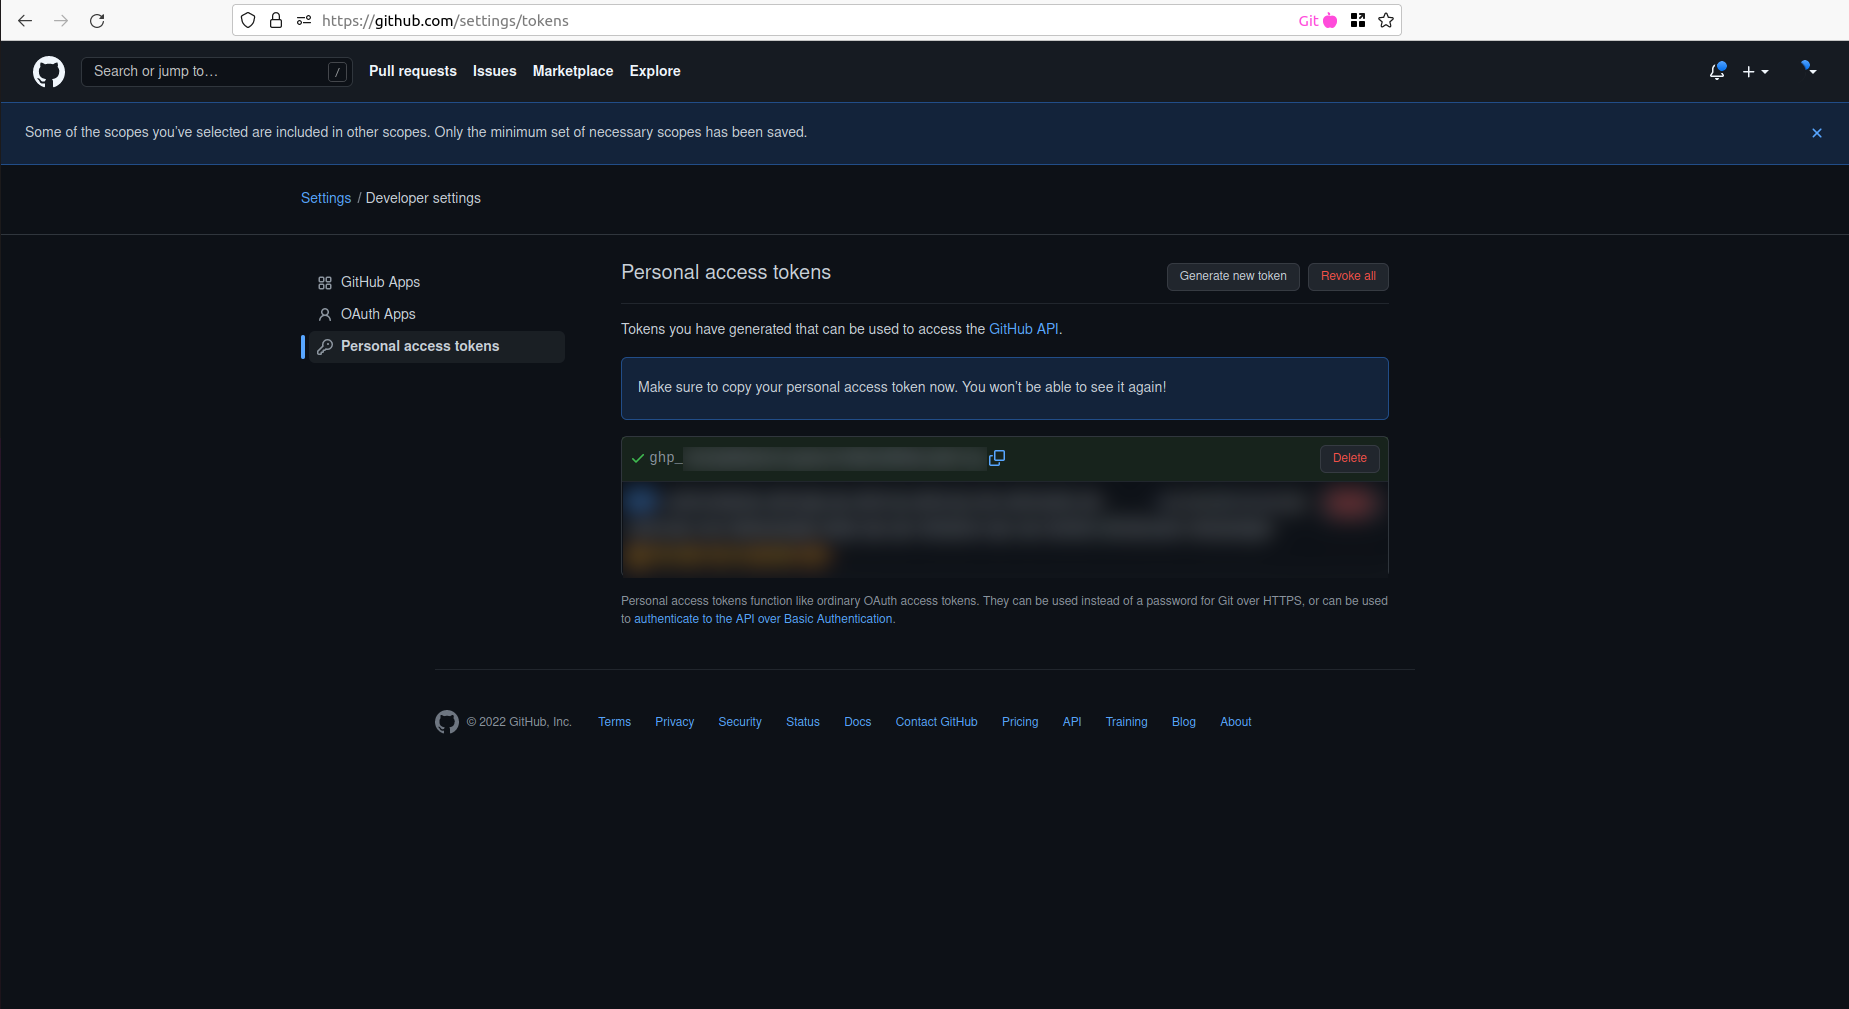 https://github.com/settings/tokens
Git
Search or jump to…
/
Pull requests
Issues
Marketplace
Explore
Some of the scopes you’ve selected are included in other scopes. Only the minimum set of necessary scopes has been saved.
Settings / Developer settings
GitHub Apps
OAuth Apps
Personal access tokens
Personal access tokens
Generate new token
Revoke all
Tokens you have generated that can be used to access the GitHub API.
Make sure to copy your personal access token now. You won’t be able to see it again!
ghp_
Delete
Personal access tokens function like ordinary OAuth access tokens. They can be used instead of a password for Git over HTTPS, or can be used
to authenticate to the API over Basic Authentication.
© 2022 GitHub, Inc.
Terms
Privacy
Security
Status
Docs
Contact GitHub
Pricing
API
Training
Blog
About